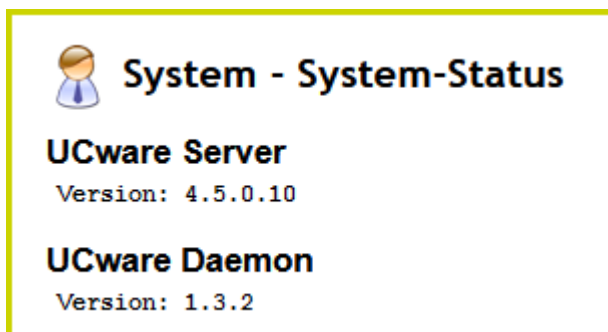 System - System-Status
UCware Server
Version: 4.5.0.10
UCware Daemon
Version: 1.3.2